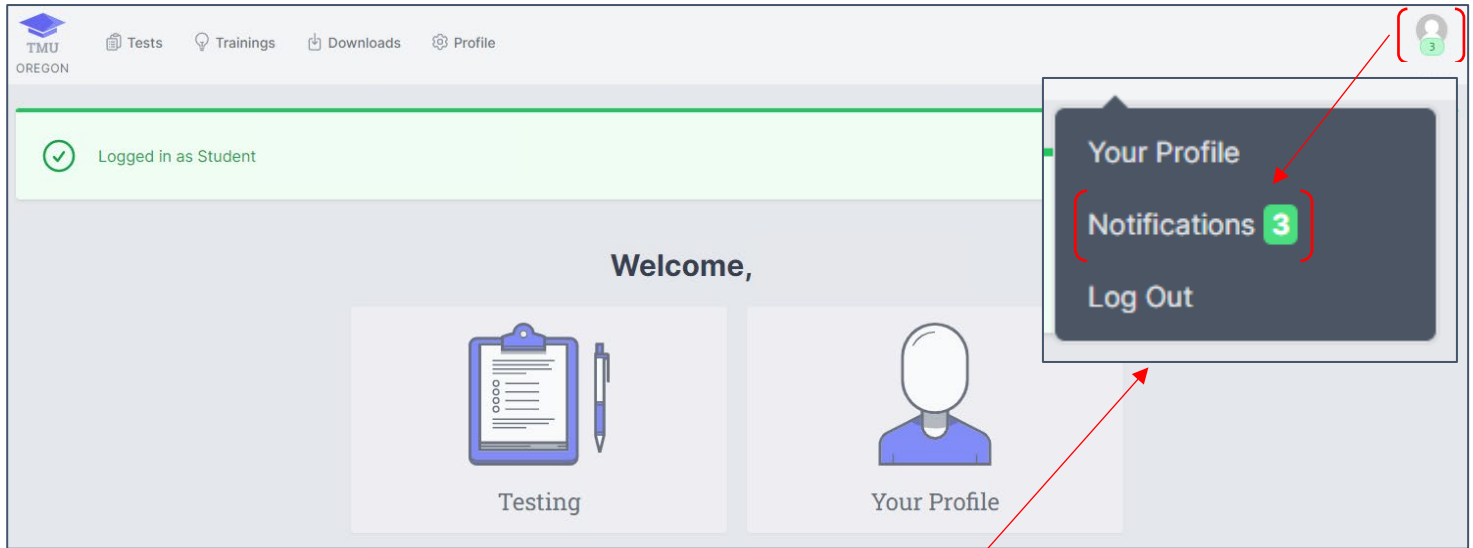 TMU
OREGON
Tests Trainings Downloads Profile
3
Logged in as Student
Your Profile
Notifications 3
Log Out
Welcome,
Testing
Your Profile